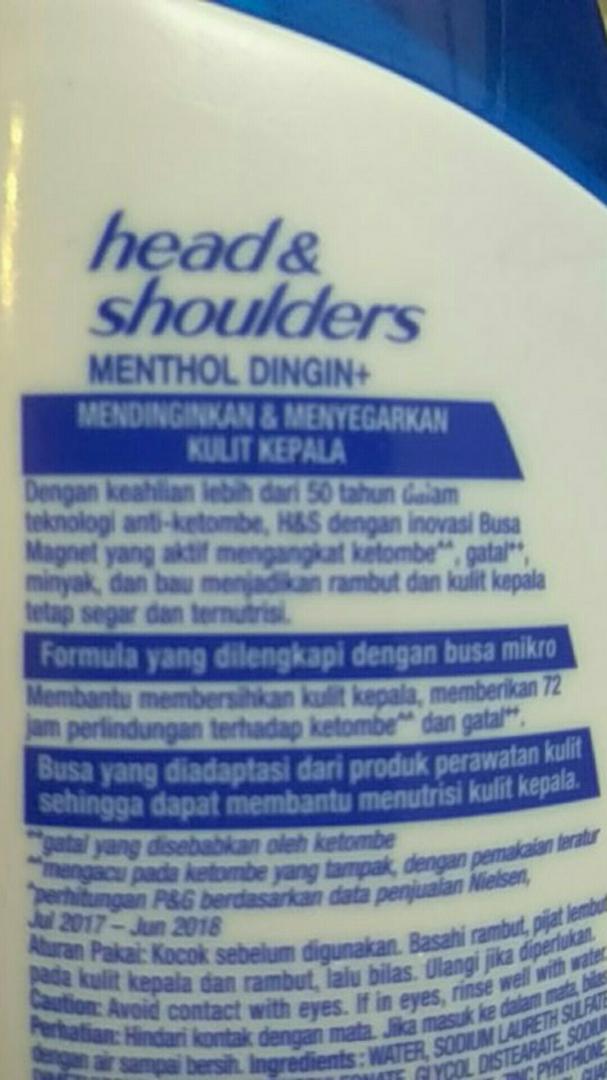 head &
shoulders
MENTHOL DINGIN+
MENDINGINKAN & MENYEGARKAN
KULIT KEPALA
Dengan keahlian lebih dari 50 tahun dalam
teknologi anti-ketombe, H&S dengan inovasi Busa
Magnet yang aktif mengangkat ketombe^^, gatal**,
minyak, dan bau menjadikan rambut dan kulit kepala
tetap segar dan ternutrisi.
Formula yang dilengkapi dengan busa mikro
Membantu membersihkan kulit kepala, memberikan 72
jam perlindungan terhadap ketombe^^ dan gatal**.
Busa yang diadaptasi dari produk perawatan kulit
sehingga dapat membantu menutrisi kulit kepala.
**gatal yang disebabkan oleh ketombe
^^mengacu pada ketombe yang tampak, dengan pemakaian teratur
*perhitungan P&G berdasarkan data penjualan Nielsen,
Jul 2017 – Jun 2018
Aturan Pakai: Kocok sebelum digunakan. Basahi rambut, pijat lembut
pada kulit kepala dan rambut, lalu bilas. Ulangi jika diperlukan.
Caution: Avoid contact with eyes. If in eyes, rinse well with water.
Perhatian: Hindari kontak dengan mata. Jika masuk ke dalam mata, bilas
dengan air sampai bersih. Ingredients: WATER, SODIUM LAURETH SULFATE,
GLYCOL DISTEARATE,